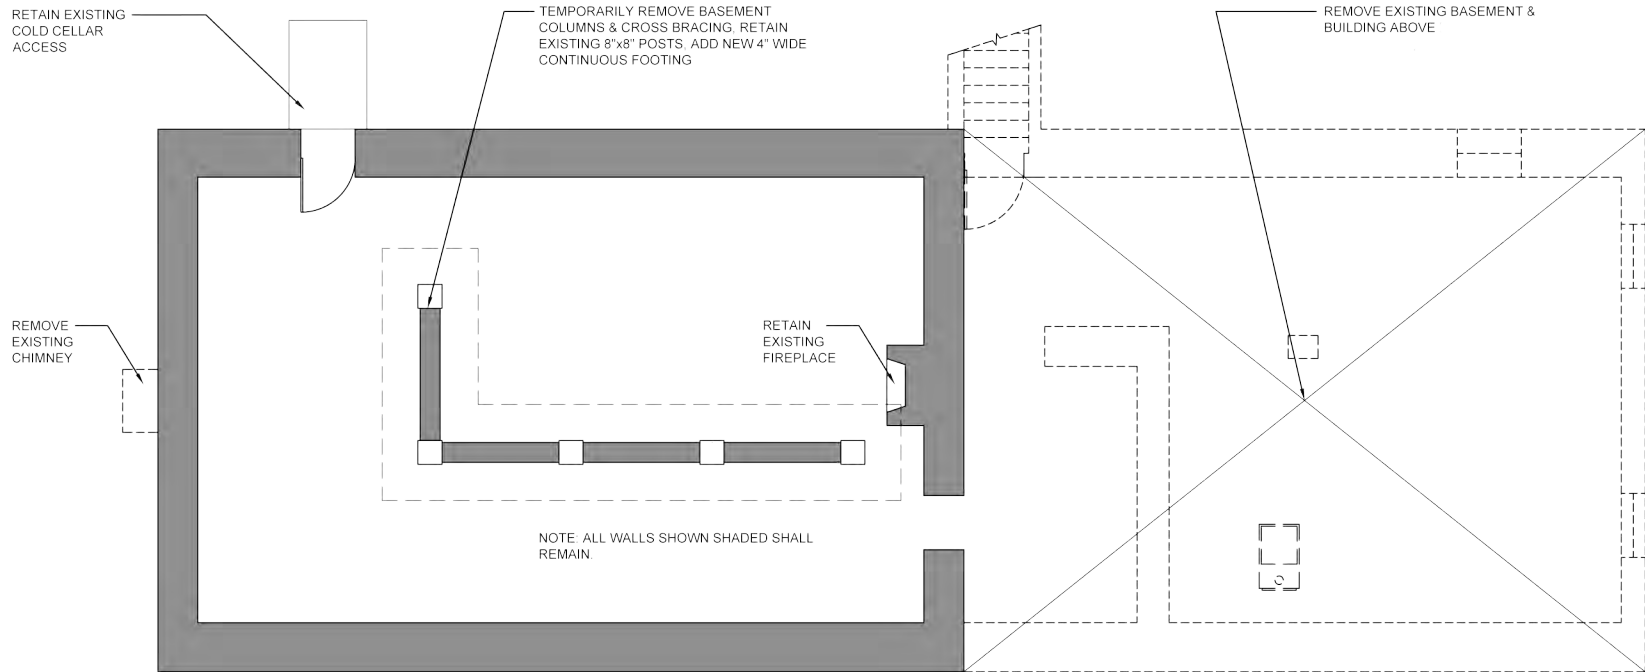 RETAIN EXISTING
COLD CELLAR
ACCESS
TEMPORARILY REMOVE BASEMENT
COLUMNS & CROSS BRACING, RETAIN
EXISTING 8"x8" POSTS, ADD NEW 4" WIDE
CONTINUOUS FOOTING
REMOVE EXISTING BASEMENT &
BUILDING ABOVE
REMOVE
EXISTING
CHIMNEY
RETAIN
EXISTING
FIREPLACE
NOTE: ALL WALLS SHOWN SHADED SHALL
REMAIN.